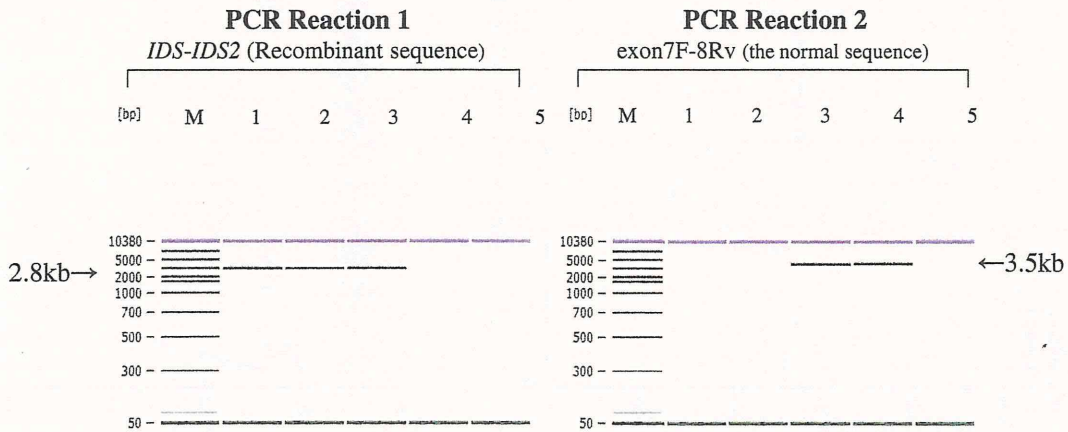 PCR Reaction 1
IDS-IDS2 (Recombinant sequence)
[bp] M 1 2 3 4 5
10380
5000
2000
1000
700
500
300
50
2.8kb→
PCR Reaction 2
exon7F-8Rv (the normal sequence)
[bp] M 1 2 3 4 5
10380
5000
2000
1000
700
500
300
50
←3.5kb